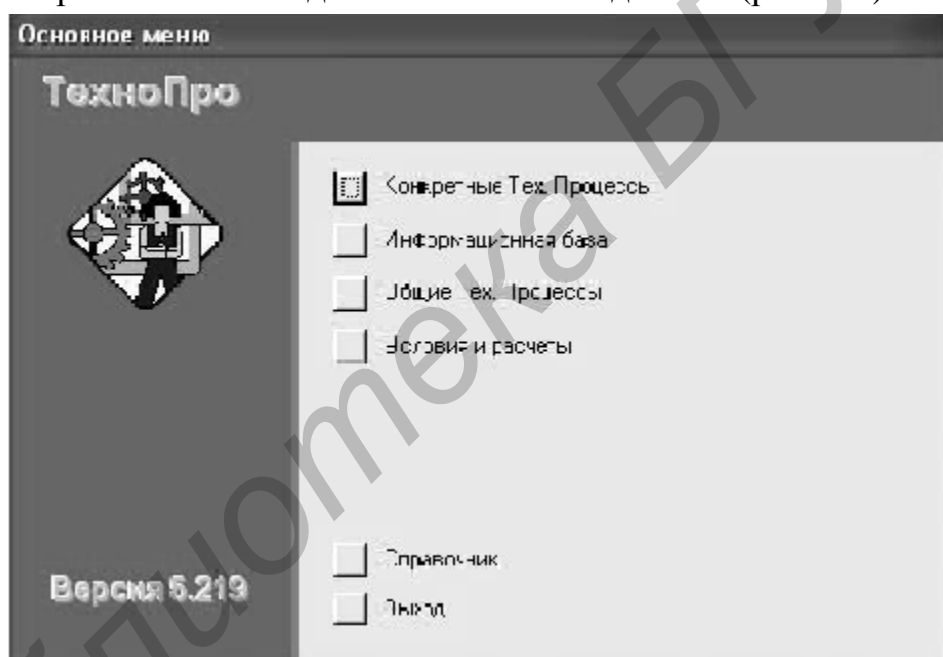 Основное меню
ТехноПро
Конкретные Тех. Процессы
Информационная база
Общие Тех. Процессы
Условия и расчеты
Справочник
Выход
Версия 5.219